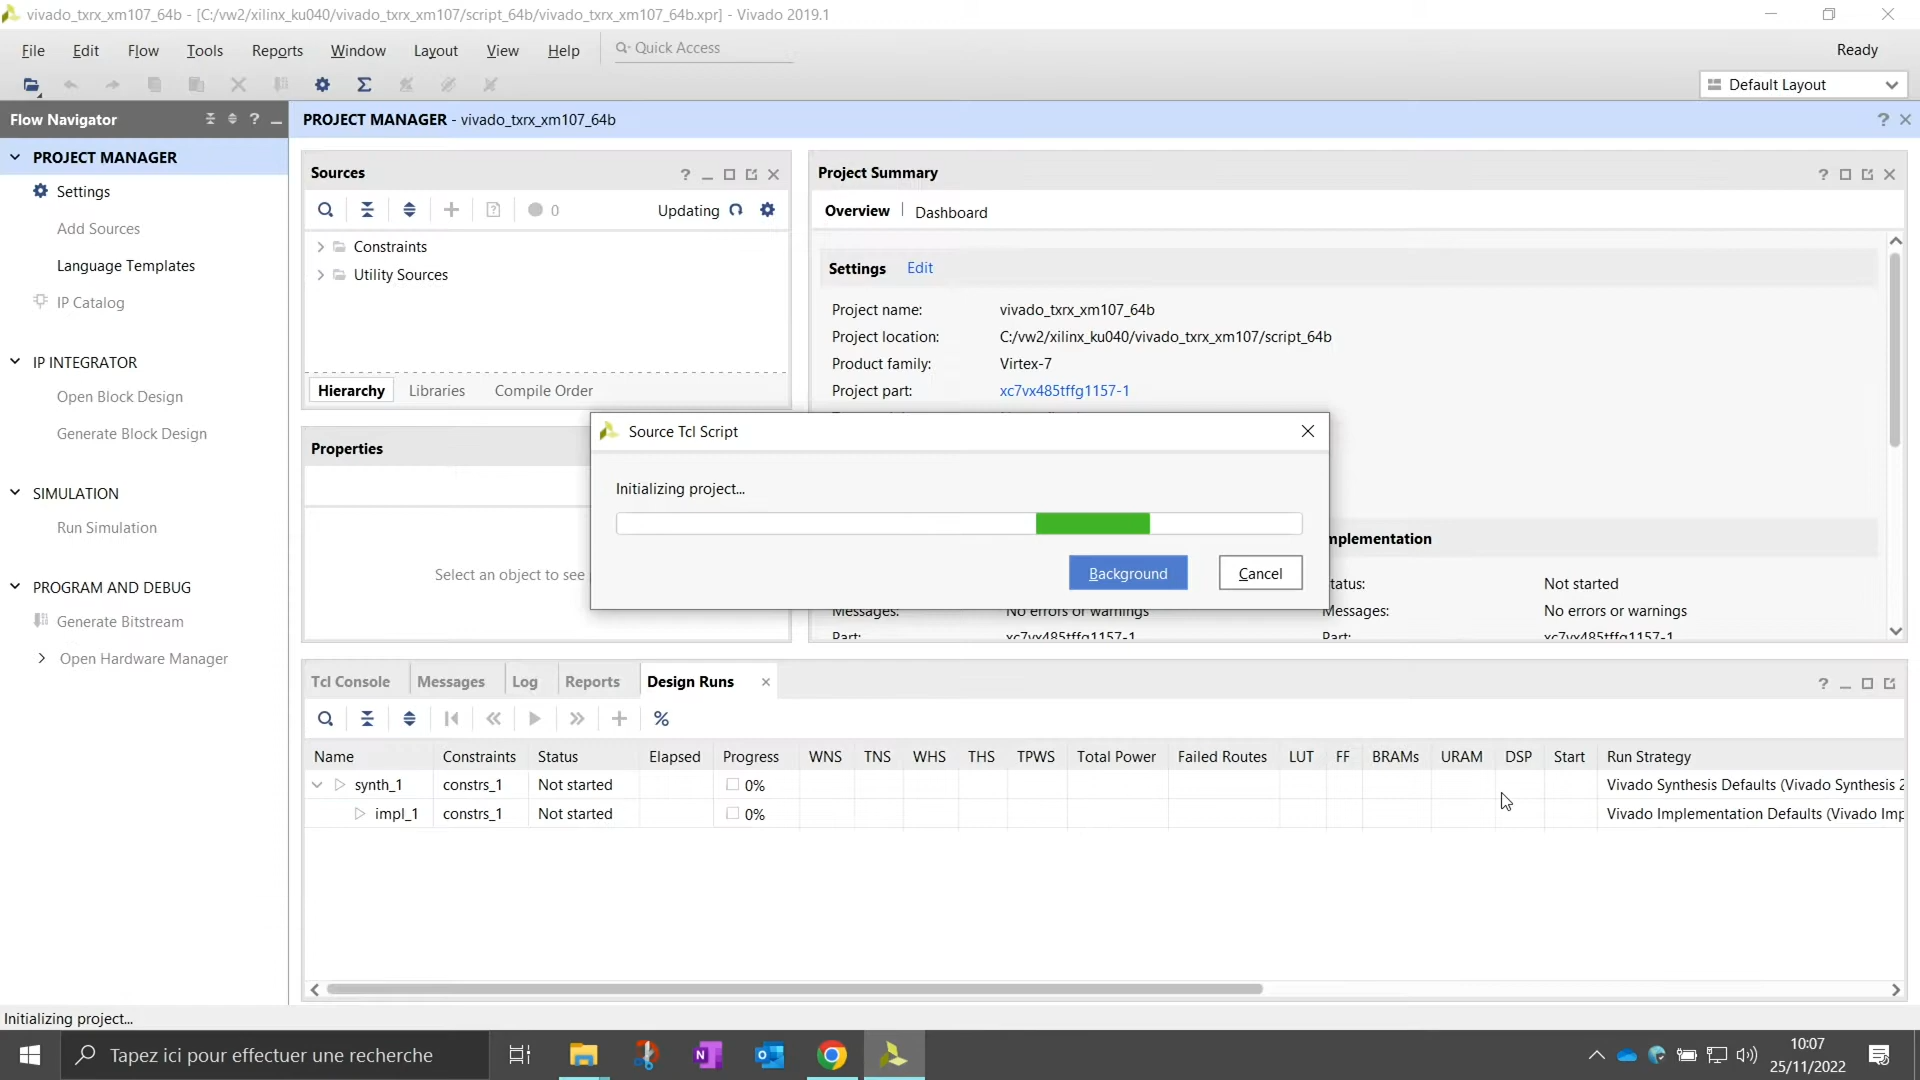 vivado_txrx_xm107_64b - [C:/vw2/xilinx_ku040/vivado_txrx_xm107/script_64b/vivado_txrx_xm107_64b.xpr] - Vivado 2019.1
File Edit Flow Tools Reports Window Layout View Help Quick Access Ready
Default Layout
Flow Navigator
PROJECT MANAGER - vivado_txrx_xm107_64b
PROJECT MANAGER
Settings
Add Sources
Language Templates
IP Catalog
IP INTEGRATOR
Open Block Design
Generate Block Design
SIMULATION
Run Simulation
PROGRAM AND DEBUG
Generate Bitstream
Open Hardware Manager
Sources
0 Updating
Constraints
Utility Sources
Hierarchy Libraries Compile Order
Properties
Select an object to see
Project Summary
Overview Dashboard
Settings Edit
Project name: vivado_txrx_xm107_64b
Project location: C:/vw2/xilinx_ku040/vivado_txrx_xm107/script_64b
Product family: Virtex-7
Project part: xc7vx485tffg1157-1
mplementation
tatus: Not started
Messages: No errors or warnings Messages: No errors or warnings
Part: xc7vx485tffg1157-1 Part: xc7vx485tffg1157-1
Source Tcl Script
Initializing project...
Background Cancel
Tcl Console Messages Log Reports Design Runs
Name Constraints Status Elapsed Progress WNS TNS WHS THS TPWS Total Power Failed Routes LUT FF BRAMs URAM DSP Start Run Strategy
synth_1 constrs_1 Not started 0% Vivado Synthesis Defaults (Vivado Synthesis 2
impl_1 constrs_1 Not started 0% Vivado Implementation Defaults (Vivado Imp
Initializing project...
Tapez ici pour effectuer une recherche
10:07
25/11/2022